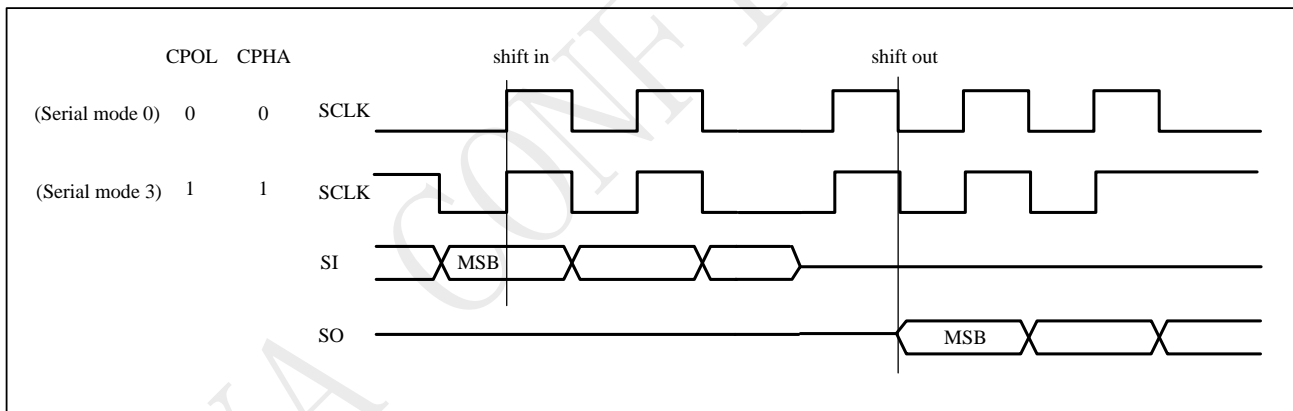 CPOL CPHA shift in shift out
(Serial mode 0) 0 0 SCLK
(Serial mode 3) 1 1 SCLK
SI MSB
SO MSB